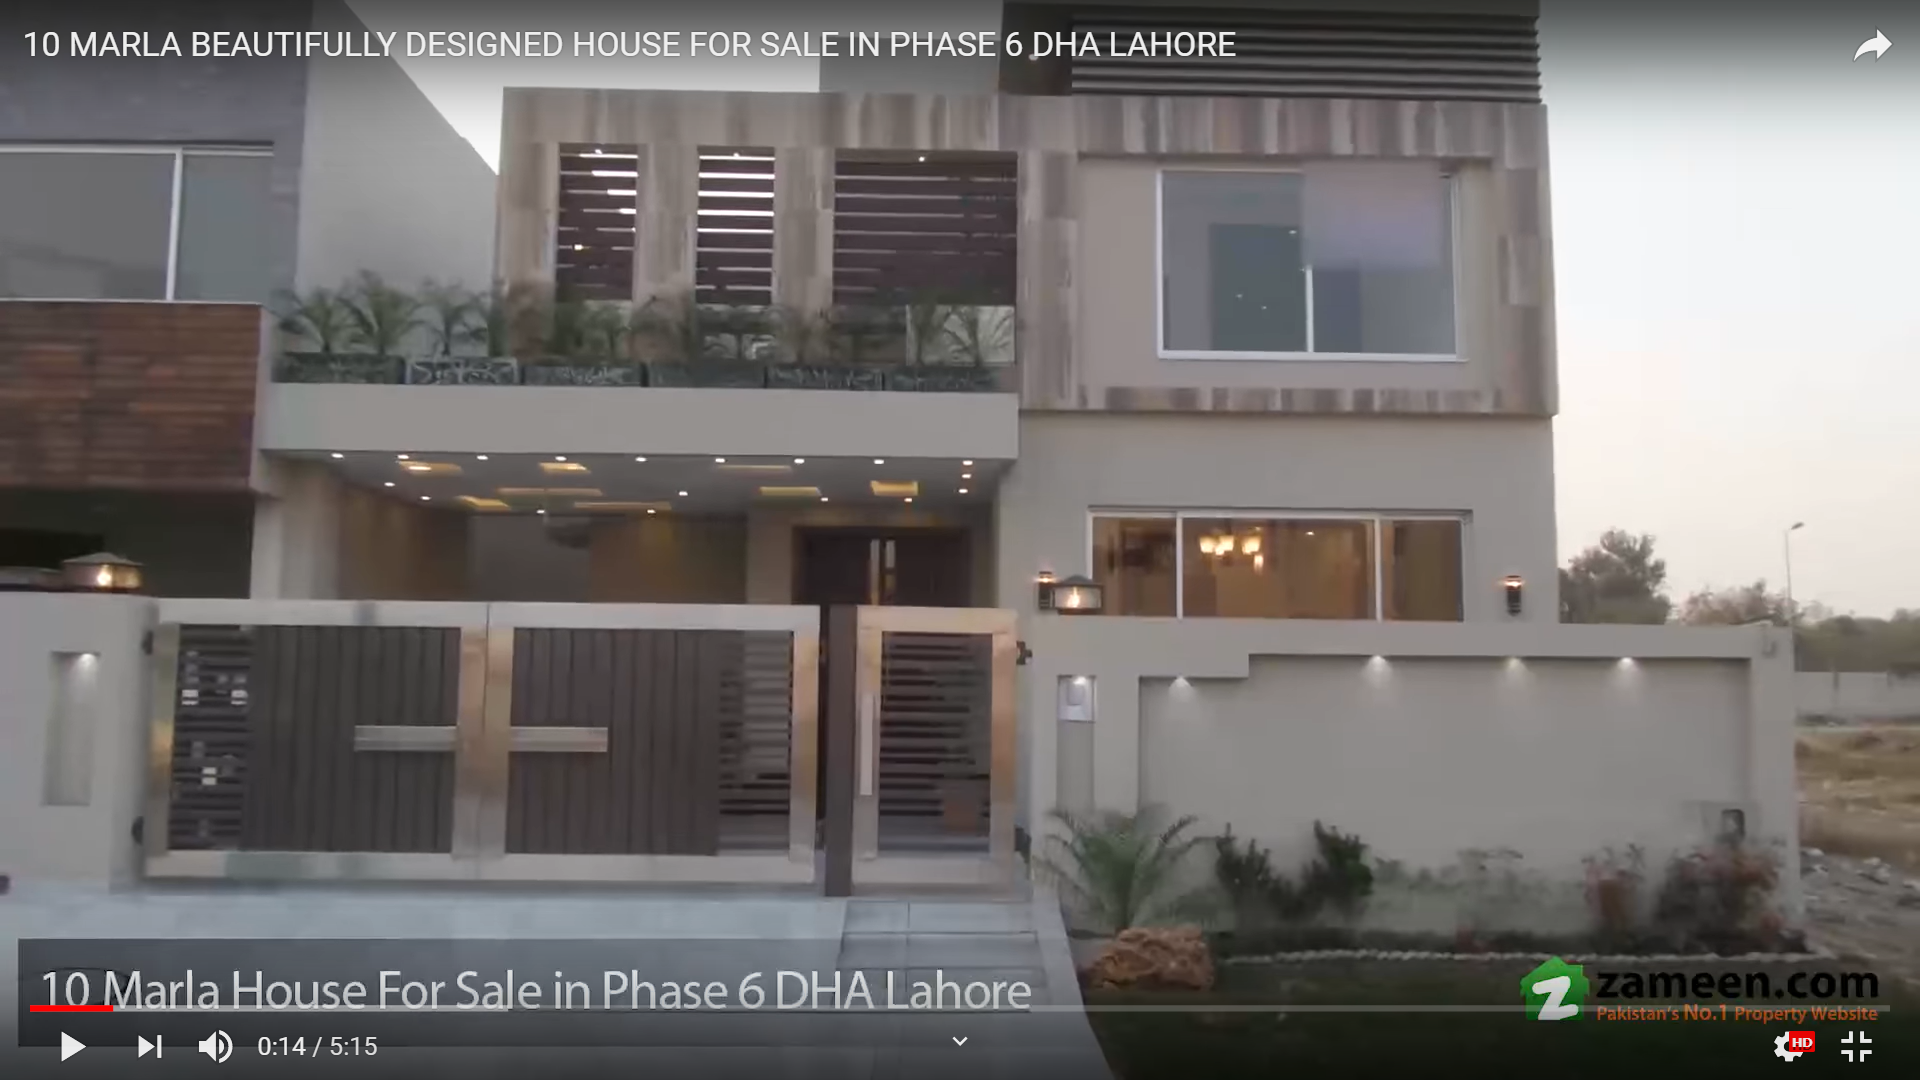 10 MARLA BEAUTIFULLY DESIGNED HOUSE FOR SALE IN PHASE 6 DHA LAHORE
10 Marla House For Sale in Phase 6 DHA Lahore
zameen.com
Pakistan's No.1 Property Website
0:14 / 5:15
HD